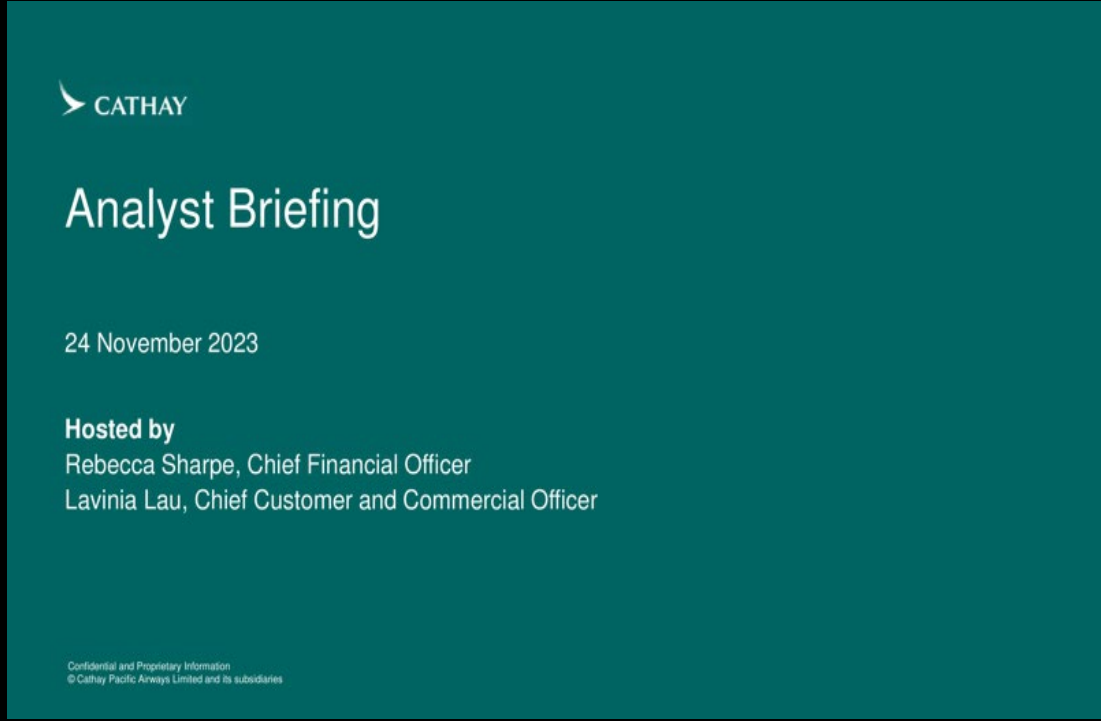 CATHAY
Analyst Briefing
24 November 2023
Hosted by
Rebecca Sharpe, Chief Financial Officer
Lavinia Lau, Chief Customer and Commercial Officer
Confidential and Proprietary Information
© Cathay Pacific Airways Limited and its subsidiaries